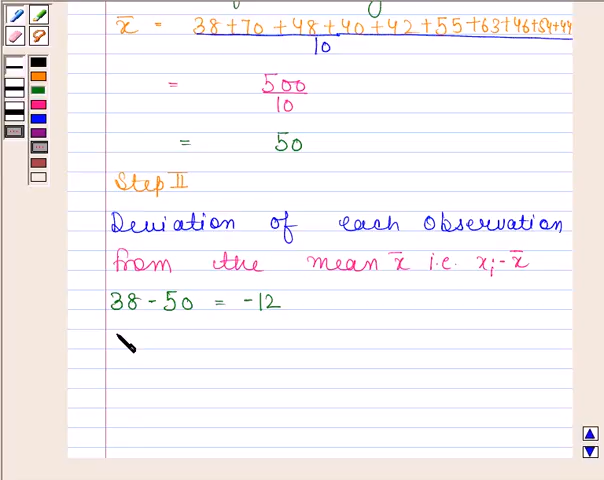 x̄ = 38+70+48+40+42+55+63+46+54+44
10
= 500
10
= 50
Step II
Deviation of each observation
from the mean x̄ i.e. xi-x̄
38-50 = -12